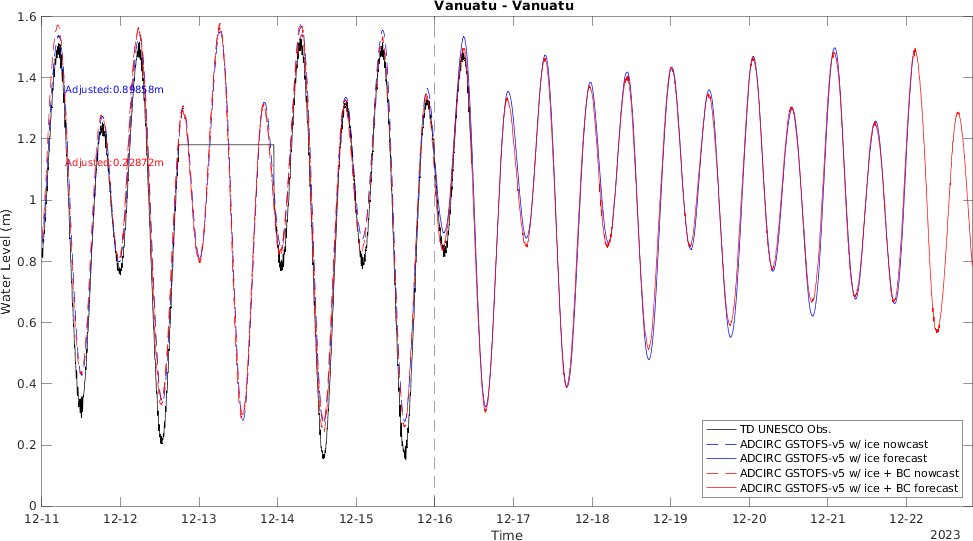 Vanuatu - Vanuatu
1.6
1.4
1.2
1
0.8
0.6
0.4
0.2
0
Water Level (m)
Adjusted:0.89858m
Adjusted:0.22872m
TD UNESCO Obs.
ADCIRC GSTOFS-v5 w/ ice nowcast
ADCIRC GSTOFS-v5 w/ ice forecast
ADCIRC GSTOFS-v5 w/ ice + BC nowcast
ADCIRC GSTOFS-v5 w/ ice + BC forecast
12-11 12-12 12-13 12-14 12-15 12-16 12-17 12-18 12-19 12-20 12-21 12-22
Time
2023